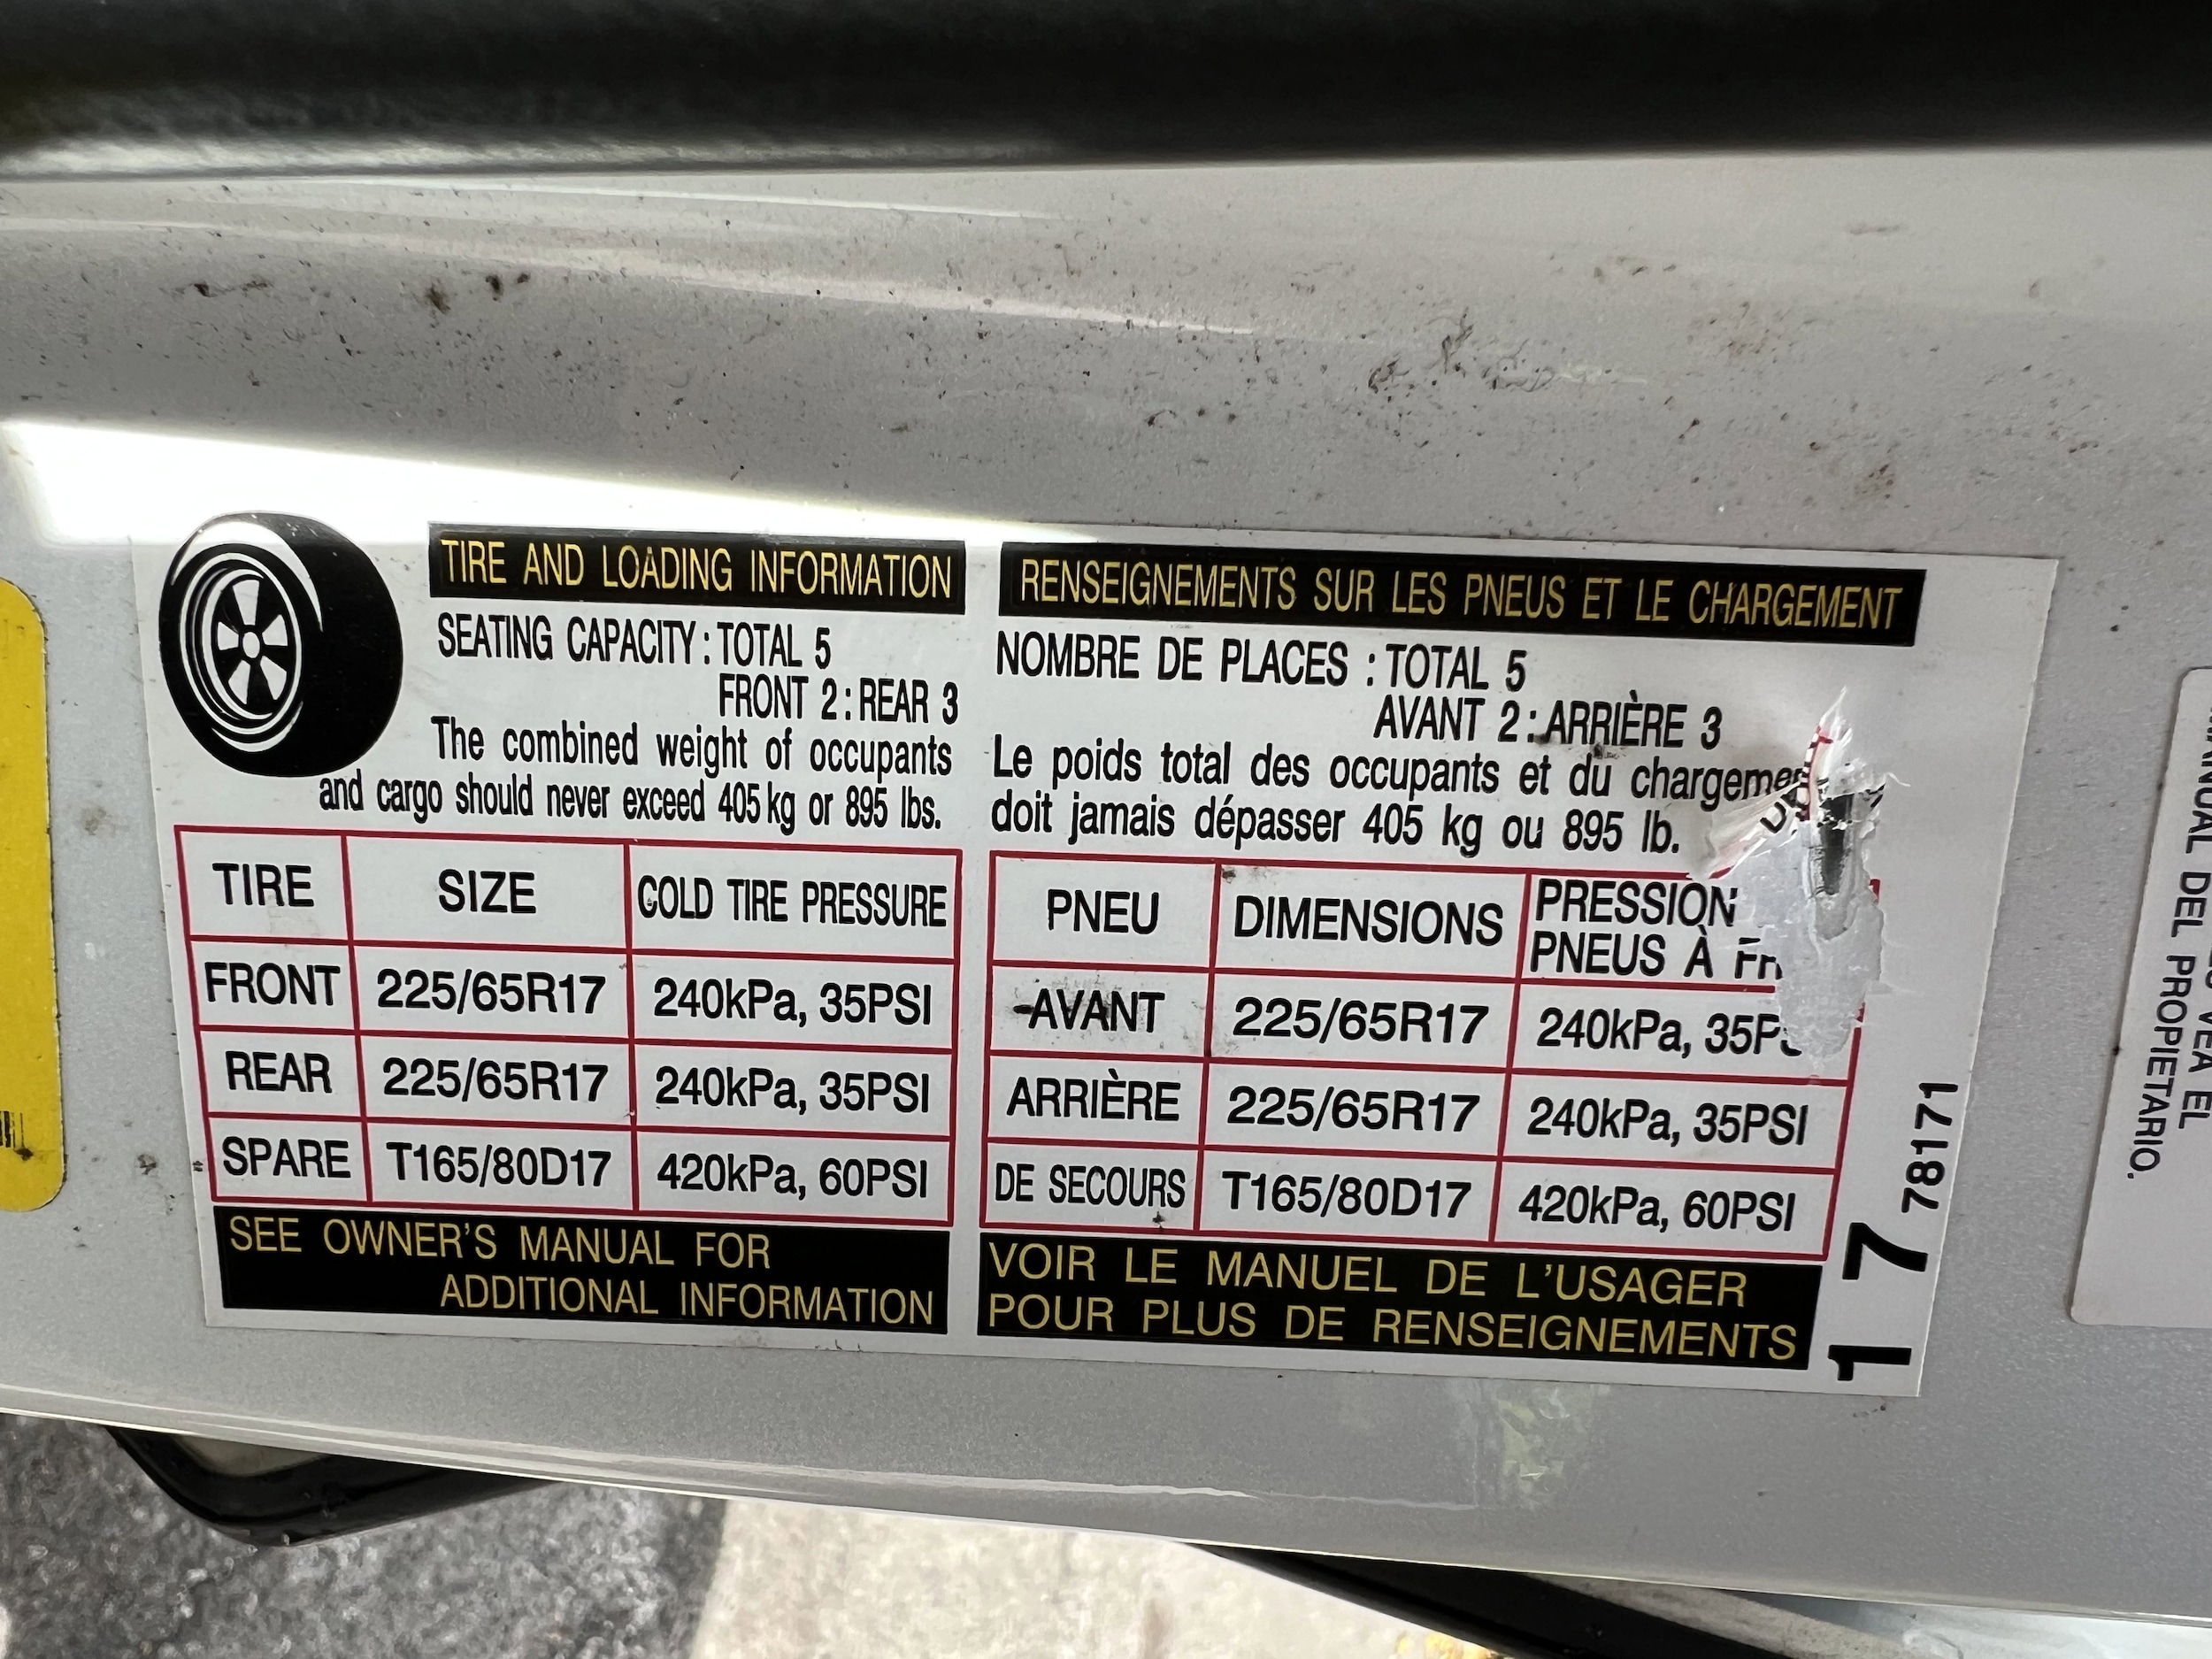 TIRE AND LOADING INFORMATION
SEATING CAPACITY : TOTAL 5
FRONT 2 : REAR 3
The combined weight of occupants
and cargo should never exceed 405 kg or 895 lbs.
TIRE SIZE COLD TIRE PRESSURE
FRONT 225/65R17 240kPa, 35PSI
REAR 225/65R17 240kPa, 35PSI
SPARE T165/80D17 420kPa, 60PSI
SEE OWNER'S MANUAL FOR
ADDITIONAL INFORMATION
RENSEIGNEMENTS SUR LES PNEUS ET LE CHARGEMENT
NOMBRE DE PLACES : TOTAL 5
AVANT 2 : ARRIÈRE 3
Le poids total des occupants et du
doit jamais dépasser 405 kg ou 895 lb.
PNEU DIMENSIONS PRESSION
PNEUS À
AVANT 225/65R17 240kPa,
ARRIÈRE 225/65R17 240kPa, 35PSI
DE SECOURS T165/80D17 420kPa, 60PSI
VOIR LE MANUEL DE L'USAGER
POUR PLUS DE RENSEIGNEMENTS
17 78171
VEA EL
DEL PROPIETARIO.